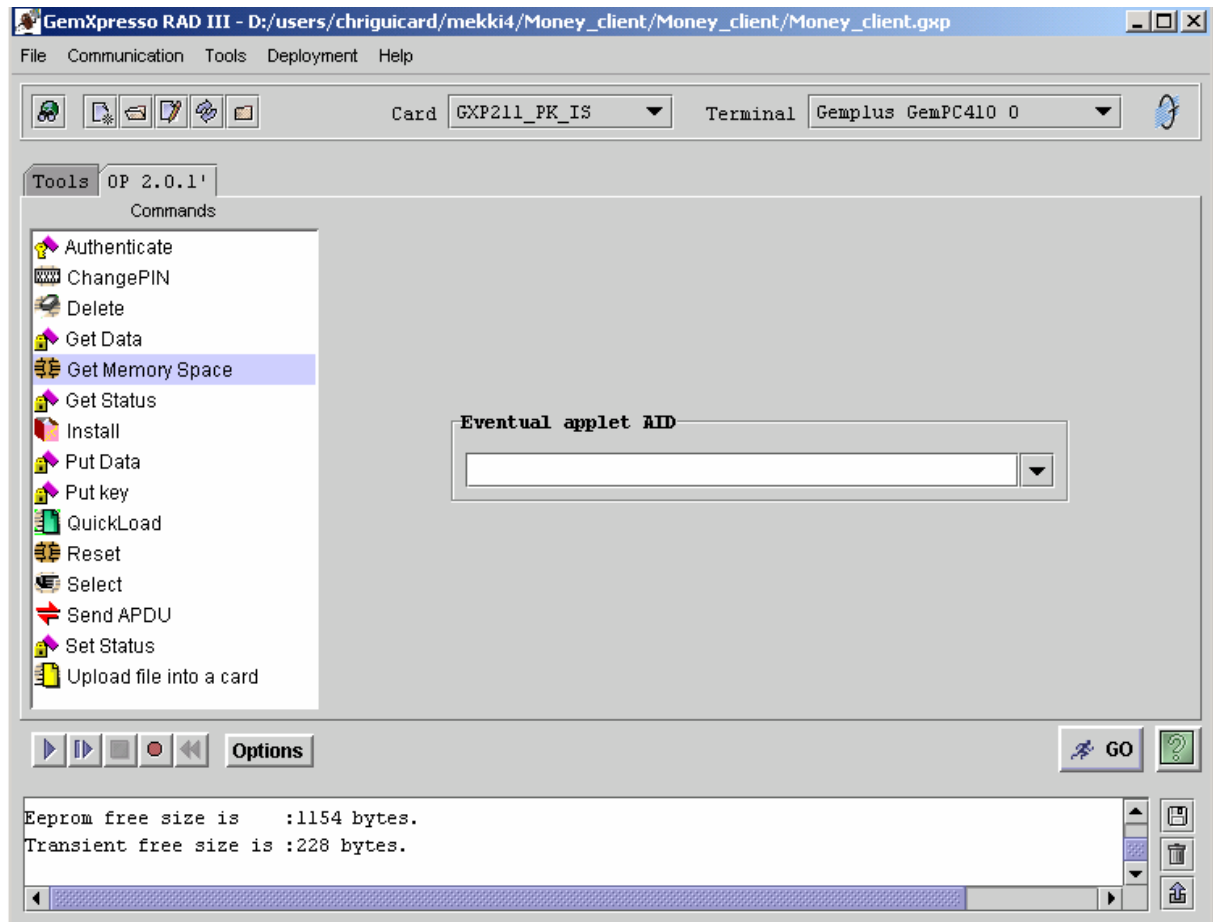 GemXpresso RAD III - D:/users/chriguicard/mekki4/Money_client/Money_client/Money_client.gxp
File Communication Tools Deployment Help
Card GXP211_PK_IS Terminal Gemplus GemPC410 0
Tools OP 2.0.1'
Commands
Authenticate
ChangePIN
Delete
Get Data
Get Memory Space
Eventual applet AID
Get Status
Install
Put Data
Put key
QuickLoad
Reset
Select
Send APDU
Set Status
Upload file into a card
Options GO
Eeprom free size is :1154 bytes.
Transient free size is :228 bytes.